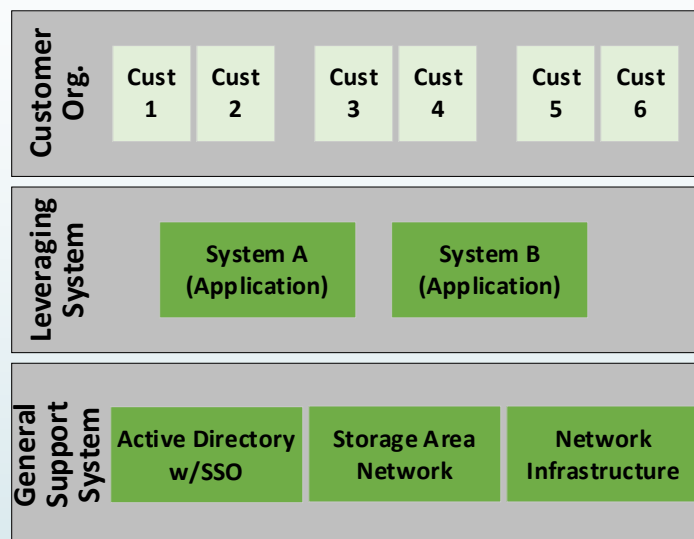 Customer
Org.
Cust
1
Cust
2
Cust
3
Cust
4
Cust
5
Cust
6
Leveraging
System
System A
(Application)
System B
(Application)
General
Support
System
Active Directory
w/SSO
Storage Area
Network
Network
Infrastructure